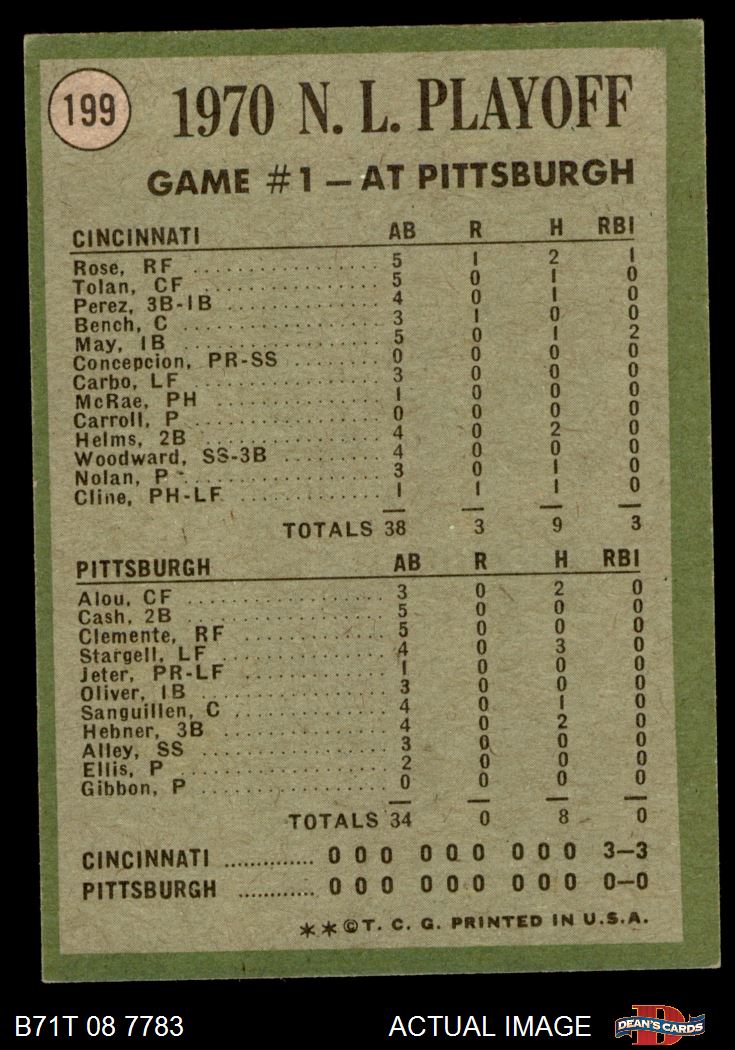 199
1970 N. L. PLAYOFF
GAME #1 — AT PITTSBURGH
CINCINNATI AB R H RBI
Rose, RF .......... 5 1 2 1
Tolan, CF .......... 5 0 1 0
Perez, 3B-1B .......... 4 0 1 0
Bench, C .......... 3 1 0 0
May, 1B .......... 5 0 1 2
Concepcion, PR-SS .......... 0 0 0 0
Carbo, LF .......... 3 0 0 0
McRae, PH .......... 1 0 0 0
Carroll, P .......... 0 0 0 0
Helms, 2B .......... 4 0 2 0
Woodward, SS-3B .......... 4 0 0 0
Nolan, P .......... 3 0 1 0
Cline, PH-LF .......... 1 1 1 0
TOTALS 38 3 9 3
PITTSBURGH AB R H RBI
Alou, CF .......... 3 0 2 0
Cash, 2B .......... 5 0 0 0
Clemente, RF .......... 5 0 0 0
Stargell, LF .......... 4 0 3 0
Jeter, PR-LF .......... 1 0 0 0
Oliver, 1B .......... 3 0 0 0
Sanguillen, C .......... 4 0 1 0
Hebner, 3B .......... 4 0 2 0
Alley, SS .......... 3 0 0 0
Ellis, P .......... 2 0 0 0
Gibbon, P .......... 0 0 0 0
TOTALS 34 0 8 0
CINCINNATI .............. 0 0 0 0 0 0 0 0 0 3—3
PITTSBURGH ............ 0 0 0 0 0 0 0 0 0 0—0
**©T. C. G. PRINTED IN U.S.A.
B71T 08 7783 ACTUAL IMAGE D DEAN'S CARDS